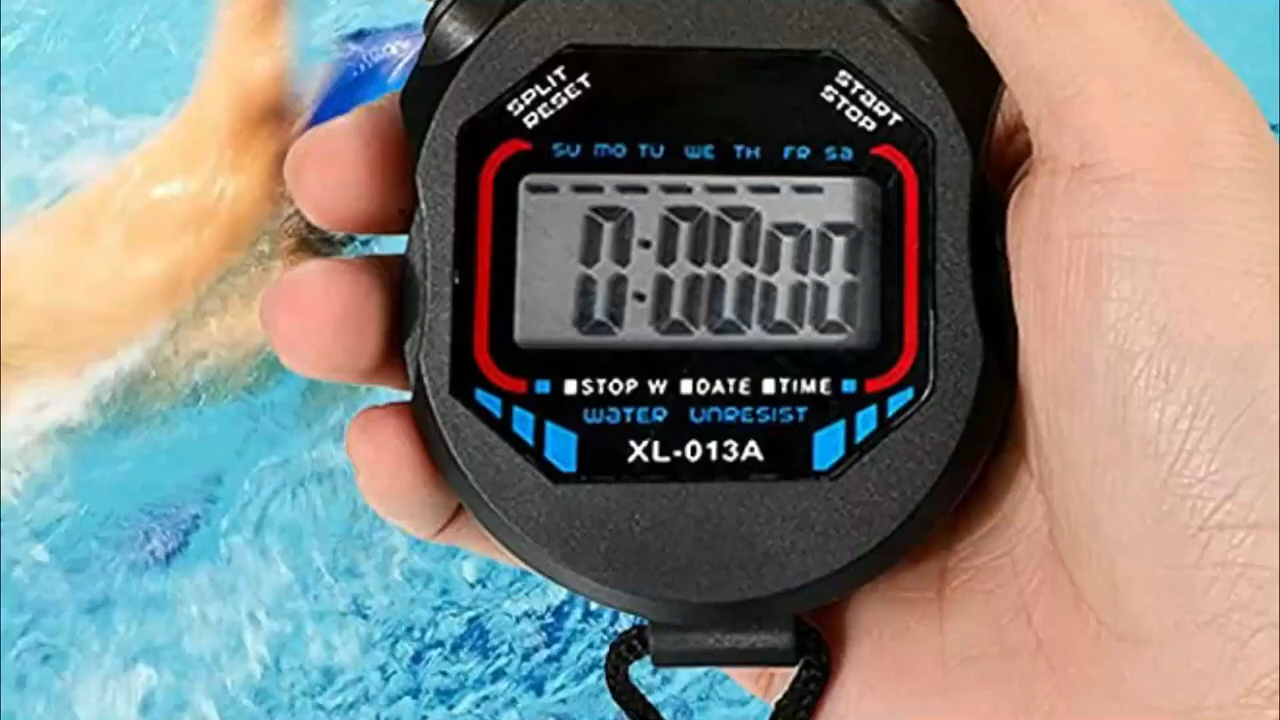 SPLIT
RESET
START
STOP
SU MO TU WE TH FR SA
0:00 00
STOP W DATE TIME
WATER UNRESIST
XL-013A